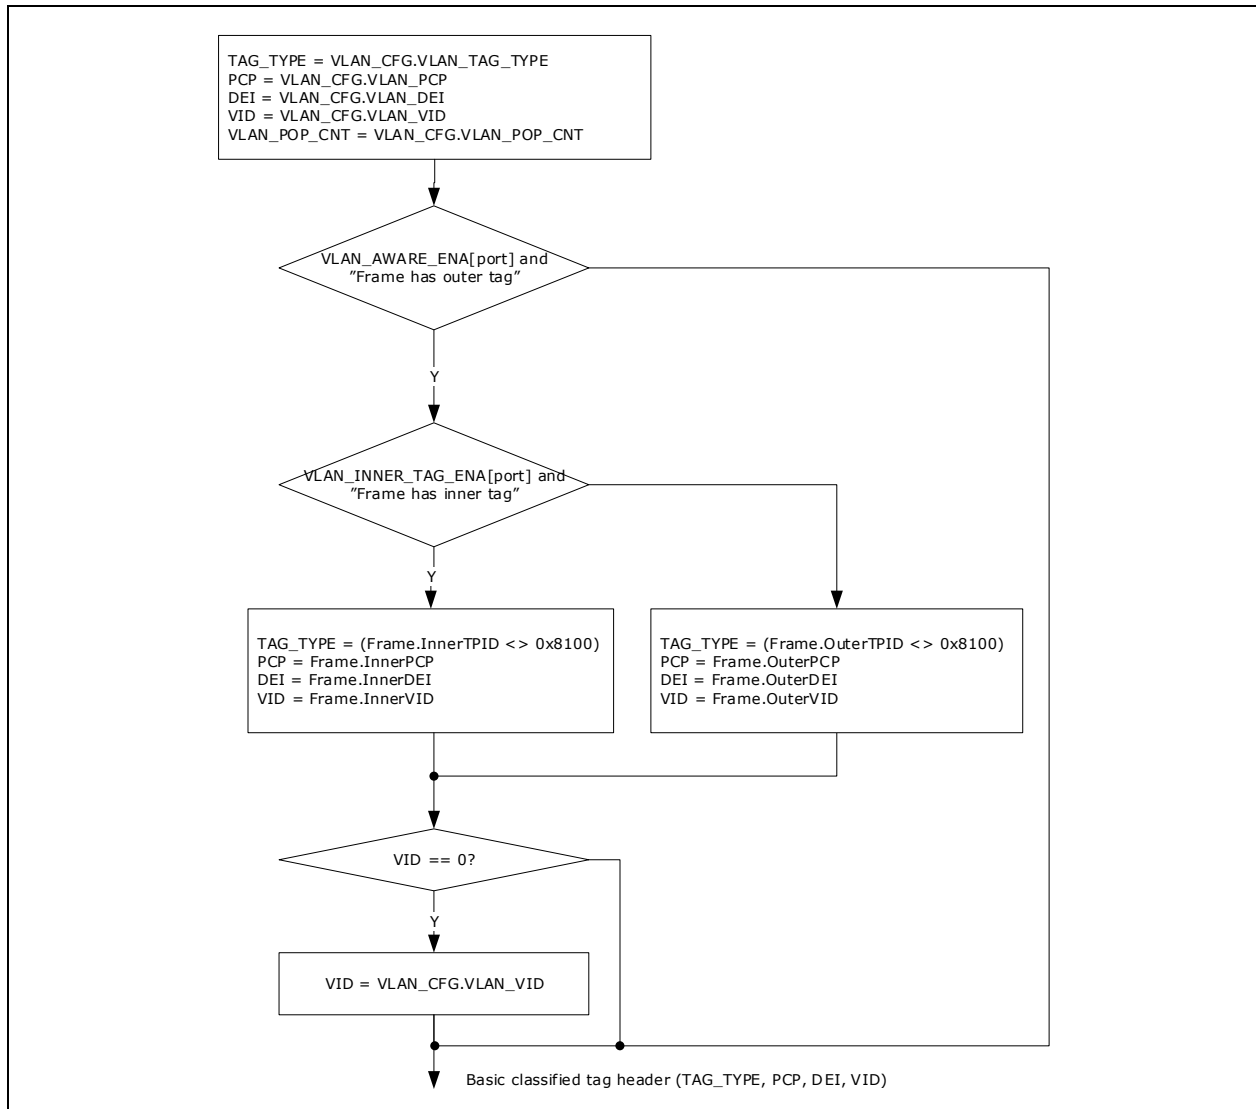 TAG_TYPE = VLAN_CFG.VLAN_TAG_TYPE
PCP = VLAN_CFG.VLAN_PCP
DEI = VLAN_CFG.VLAN_DEI
VID = VLAN_CFG.VLAN_VID
VLAN_POP_CNT = VLAN_CFG.VLAN_POP_CNT
VLAN_AWARE_ENA[port] and
”Frame has outer tag”
Y
VLAN_INNER_TAG_ENA[port] and
”Frame has inner tag”
Y
TAG_TYPE = (Frame.InnerTPID <> 0x8100)
PCP = Frame.InnerPCP
DEI = Frame.InnerDEI
VID = Frame.InnerVID
TAG_TYPE = (Frame.OuterTPID <> 0x8100)
PCP = Frame.OuterPCP
DEI = Frame.OuterDEI
VID = Frame.OuterVID
VID == 0?
Y
VID = VLAN_CFG.VLAN_VID
Basic classified tag header (TAG_TYPE, PCP, DEI, VID)